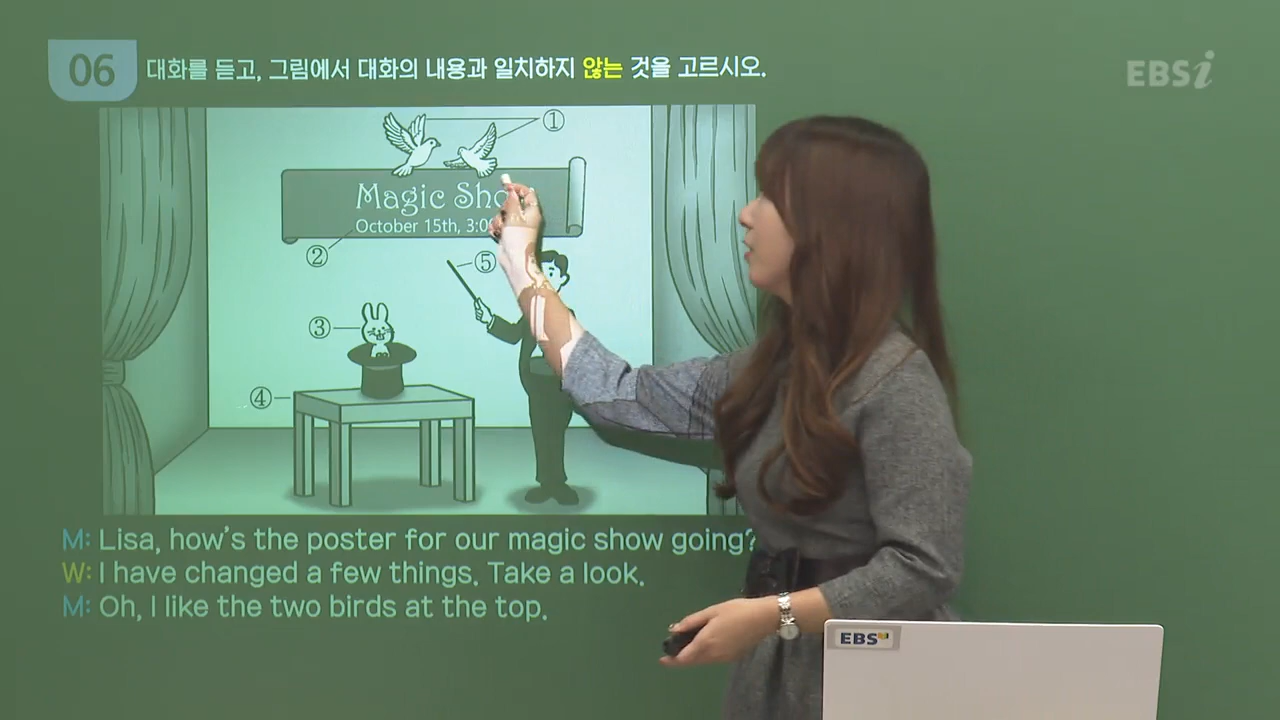 06 대화를 듣고, 그림에서 대화의 내용과 일치하지 않는 것을 고르시오.
EBSi
①
Magic Sho
October 15th, 3:0
②
⑤
③
④
M: Lisa, how's the poster for our magic show going?
W: I have changed a few things. Take a look.
M: Oh, I like the two birds at the top.
EBS